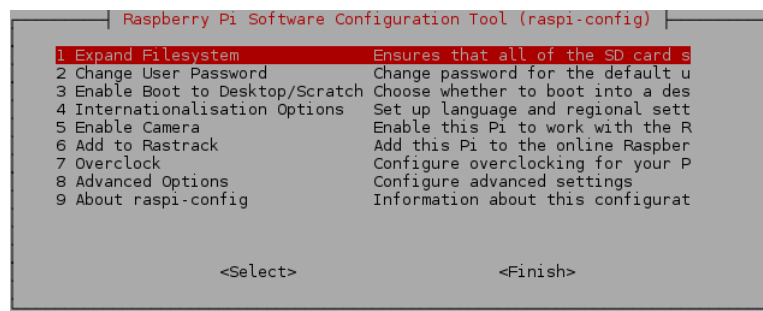 Raspberry Pi Software Configuration Tool (raspi-config)
1 Expand Filesystem Ensures that all of the SD card s
2 Change User Password Change password for the default u
3 Enable Boot to Desktop/Scratch Choose whether to boot into a des
4 Internationalisation Options Set up language and regional sett
5 Enable Camera Enable this Pi to work with the R
6 Add to Rastrack Add this Pi to the online Raspber
7 Overclock Configure overclocking for your P
8 Advanced Options Configure advanced settings
9 About raspi-config Information about this configurat
<Select> <Finish>